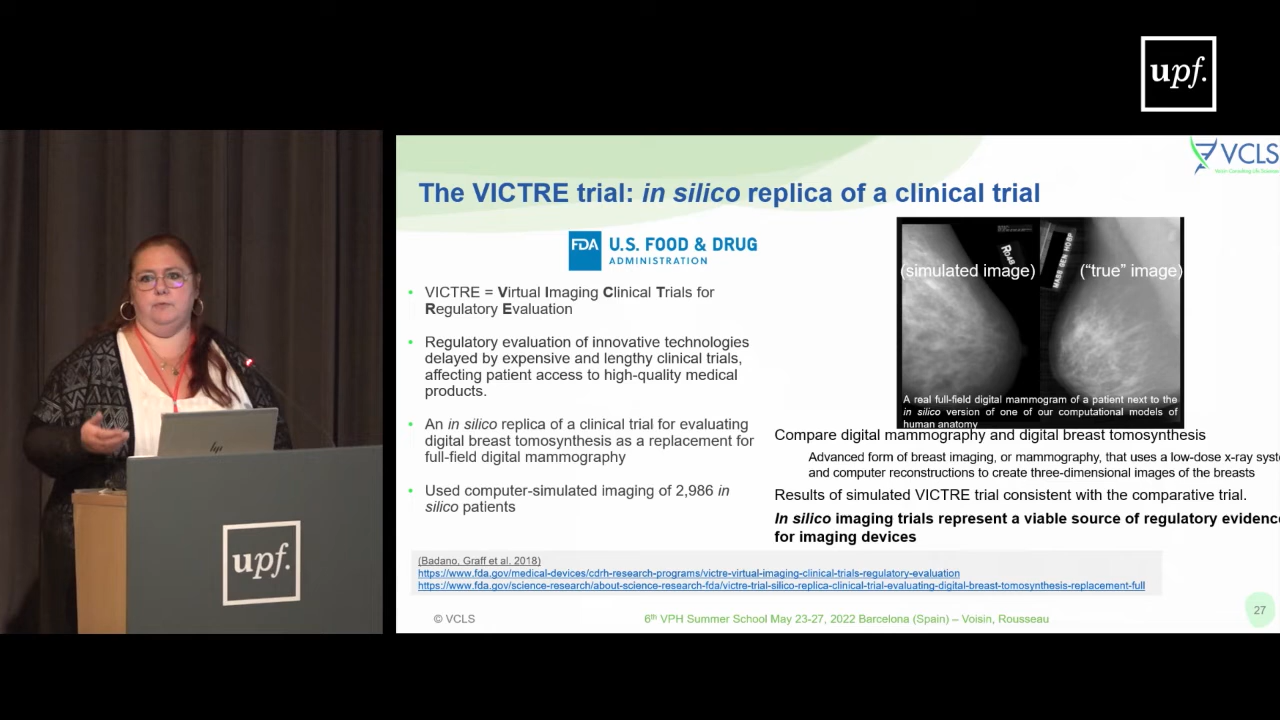 upf.
VCLS
The VICTRE trial: in silico replica of a clinical trial
FDA U.S. FOOD & DRUG
ADMINISTRATION
• VICTRE = Virtual Imaging Clinical Trials for
Regulatory Evaluation
• Regulatory evaluation of innovative technologies
delayed by expensive and lengthy clinical trials,
affecting patient access to high-quality medical
products.
• An in silico replica of a clinical trial for evaluating
digital breast tomosynthesis as a replacement for
full-field digital mammography
• Used computer-simulated imaging of 2,986 in
silico patients
(simulated image)
("true" image)
MASS GEN HOSP
A real full-field digital mammogram of a patient next to the
in silico version of one of our computational models of
human anatomy
Compare digital mammography and digital breast tomosynthesis
Advanced form of breast imaging, or mammography, that uses a low-dose x-ray syst
and computer reconstructions to create three-dimensional images of the breasts
Results of simulated VICTRE trial consistent with the comparative trial.
In silico imaging trials represent a viable source of regulatory evidence
for imaging devices
(Badano, Graff et al. 2018)
https://www.fda.gov/medical-devices/cdrh-research-programs/victre-virtual-imaging-clinical-trials-regulatory-evaluation
https://www.fda.gov/science-research/about-science-research-fda/victre-trial-silico-replica-clinical-trial-evaluating-digital-breast-tomosynthesis-replacement-full
© VCLS
6th VPH Summer School May 23-27, 2022 Barcelona (Spain) – Voisin, Rousseau
27
hp
upf.